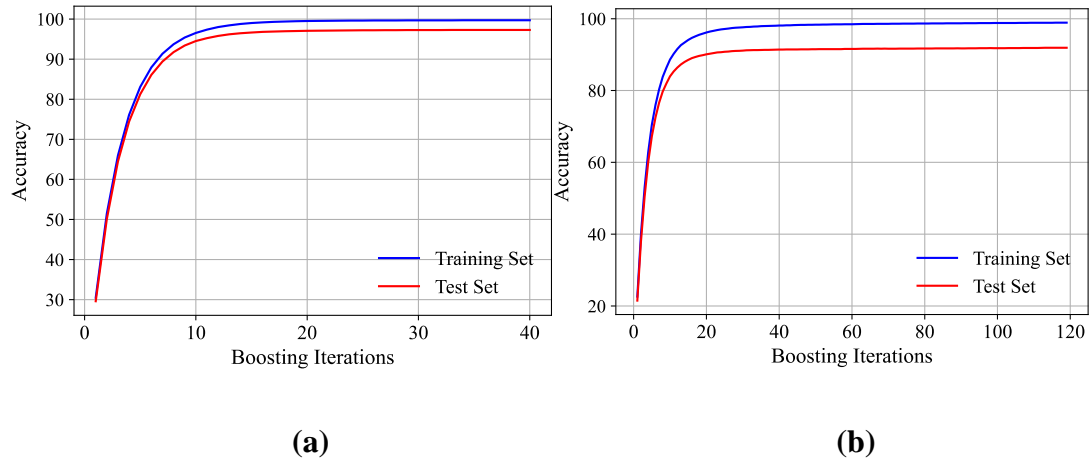 100
90
80
70
60
50
40
30
Accuracy
Training Set
Test Set
0 10 20 30 40
Boosting Iterations
(a)
100
80
60
40
20
Accuracy
Training Set
Test Set
0 20 40 60 80 100 120
Boosting Iterations
(b)